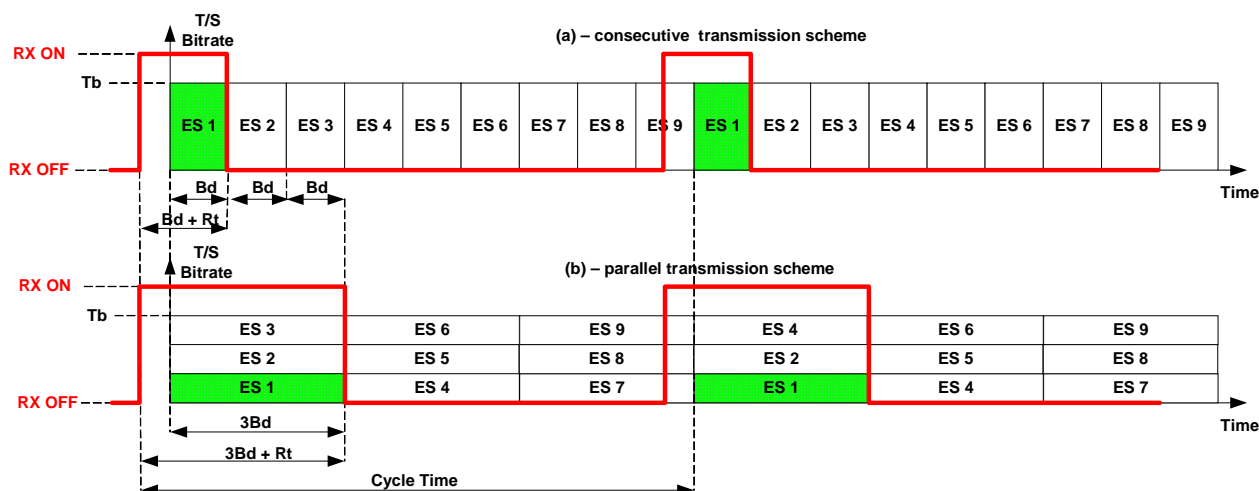 T/S
Bitrate
(a) – consecutive transmission scheme
RX ON
Tb
ES 1 ES 2 ES 3 ES 4 ES 5 ES 6 ES 7 ES 8 ES 9 ES 1 ES 2 ES 3 ES 4 ES 5 ES 6 ES 7 ES 8 ES 9
RX OFF
Bd Bd Bd
Time
Bd + Rt
T/S
Bitrate
(b) – parallel transmission scheme
RX ON
Tb
ES 3 ES 6 ES 9 ES 4 ES 6 ES 9
ES 2 ES 5 ES 8 ES 2 ES 5 ES 8
ES 1 ES 4 ES 7 ES 1 ES 4 ES 7
RX OFF
3Bd
Time
3Bd + Rt
Cycle Time